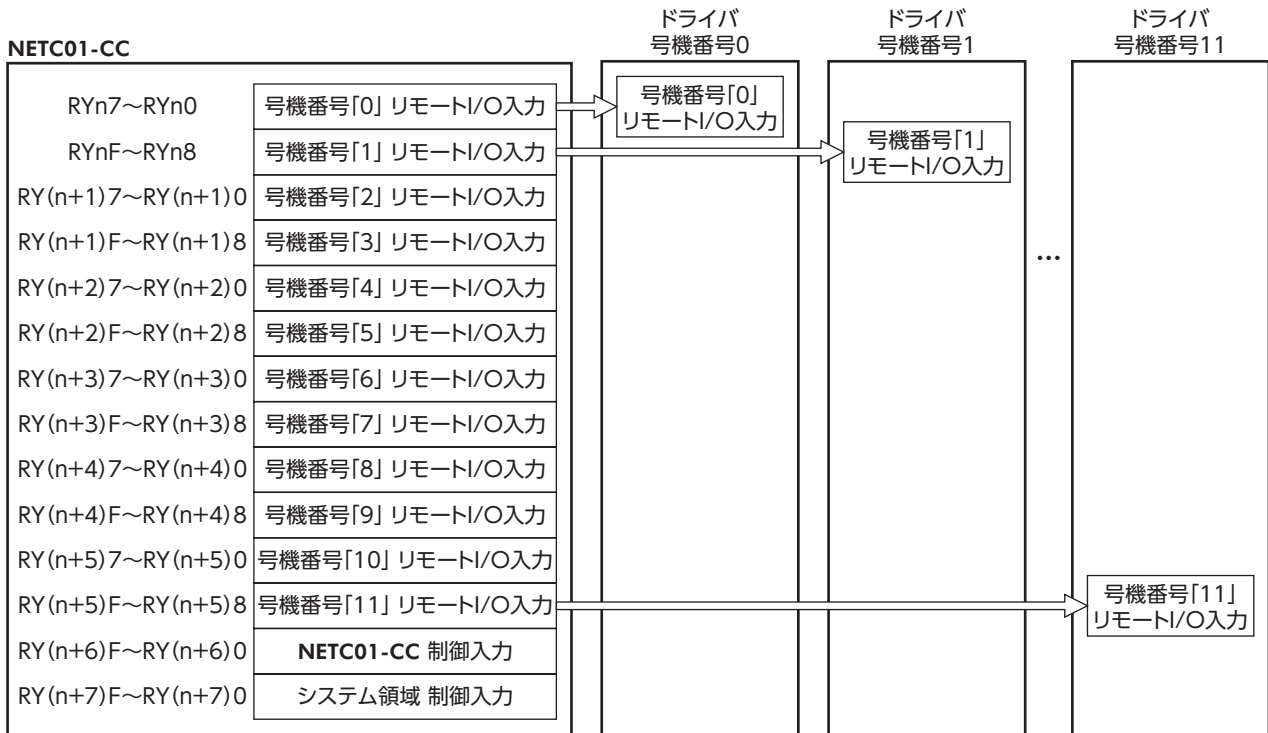 NETC01-CC
ドライバ
号機番号0
ドライバ
号機番号1
ドライバ
号機番号11
RYn7～RYn0 号機番号「0」 リモートI/O入力
号機番号「0」
リモートI/O入力
RYnF～RYn8 号機番号「1」 リモートI/O入力
号機番号「1」
リモートI/O入力
RY(n+1)7～RY(n+1)0 号機番号「2」 リモートI/O入力
RY(n+1)F～RY(n+1)8 号機番号「3」 リモートI/O入力
RY(n+2)7～RY(n+2)0 号機番号「4」 リモートI/O入力
RY(n+2)F～RY(n+2)8 号機番号「5」 リモートI/O入力
RY(n+3)7～RY(n+3)0 号機番号「6」 リモートI/O入力
RY(n+3)F～RY(n+3)8 号機番号「7」 リモートI/O入力
RY(n+4)7～RY(n+4)0 号機番号「8」 リモートI/O入力
RY(n+4)F～RY(n+4)8 号機番号「9」 リモートI/O入力
RY(n+5)7～RY(n+5)0 号機番号「10」 リモートI/O入力
RY(n+5)F～RY(n+5)8 号機番号「11」 リモートI/O入力
号機番号「11」
リモートI/O入力
RY(n+6)F～RY(n+6)0 NETC01-CC 制御入力
RY(n+7)F～RY(n+7)0 システム領域 制御入力
…